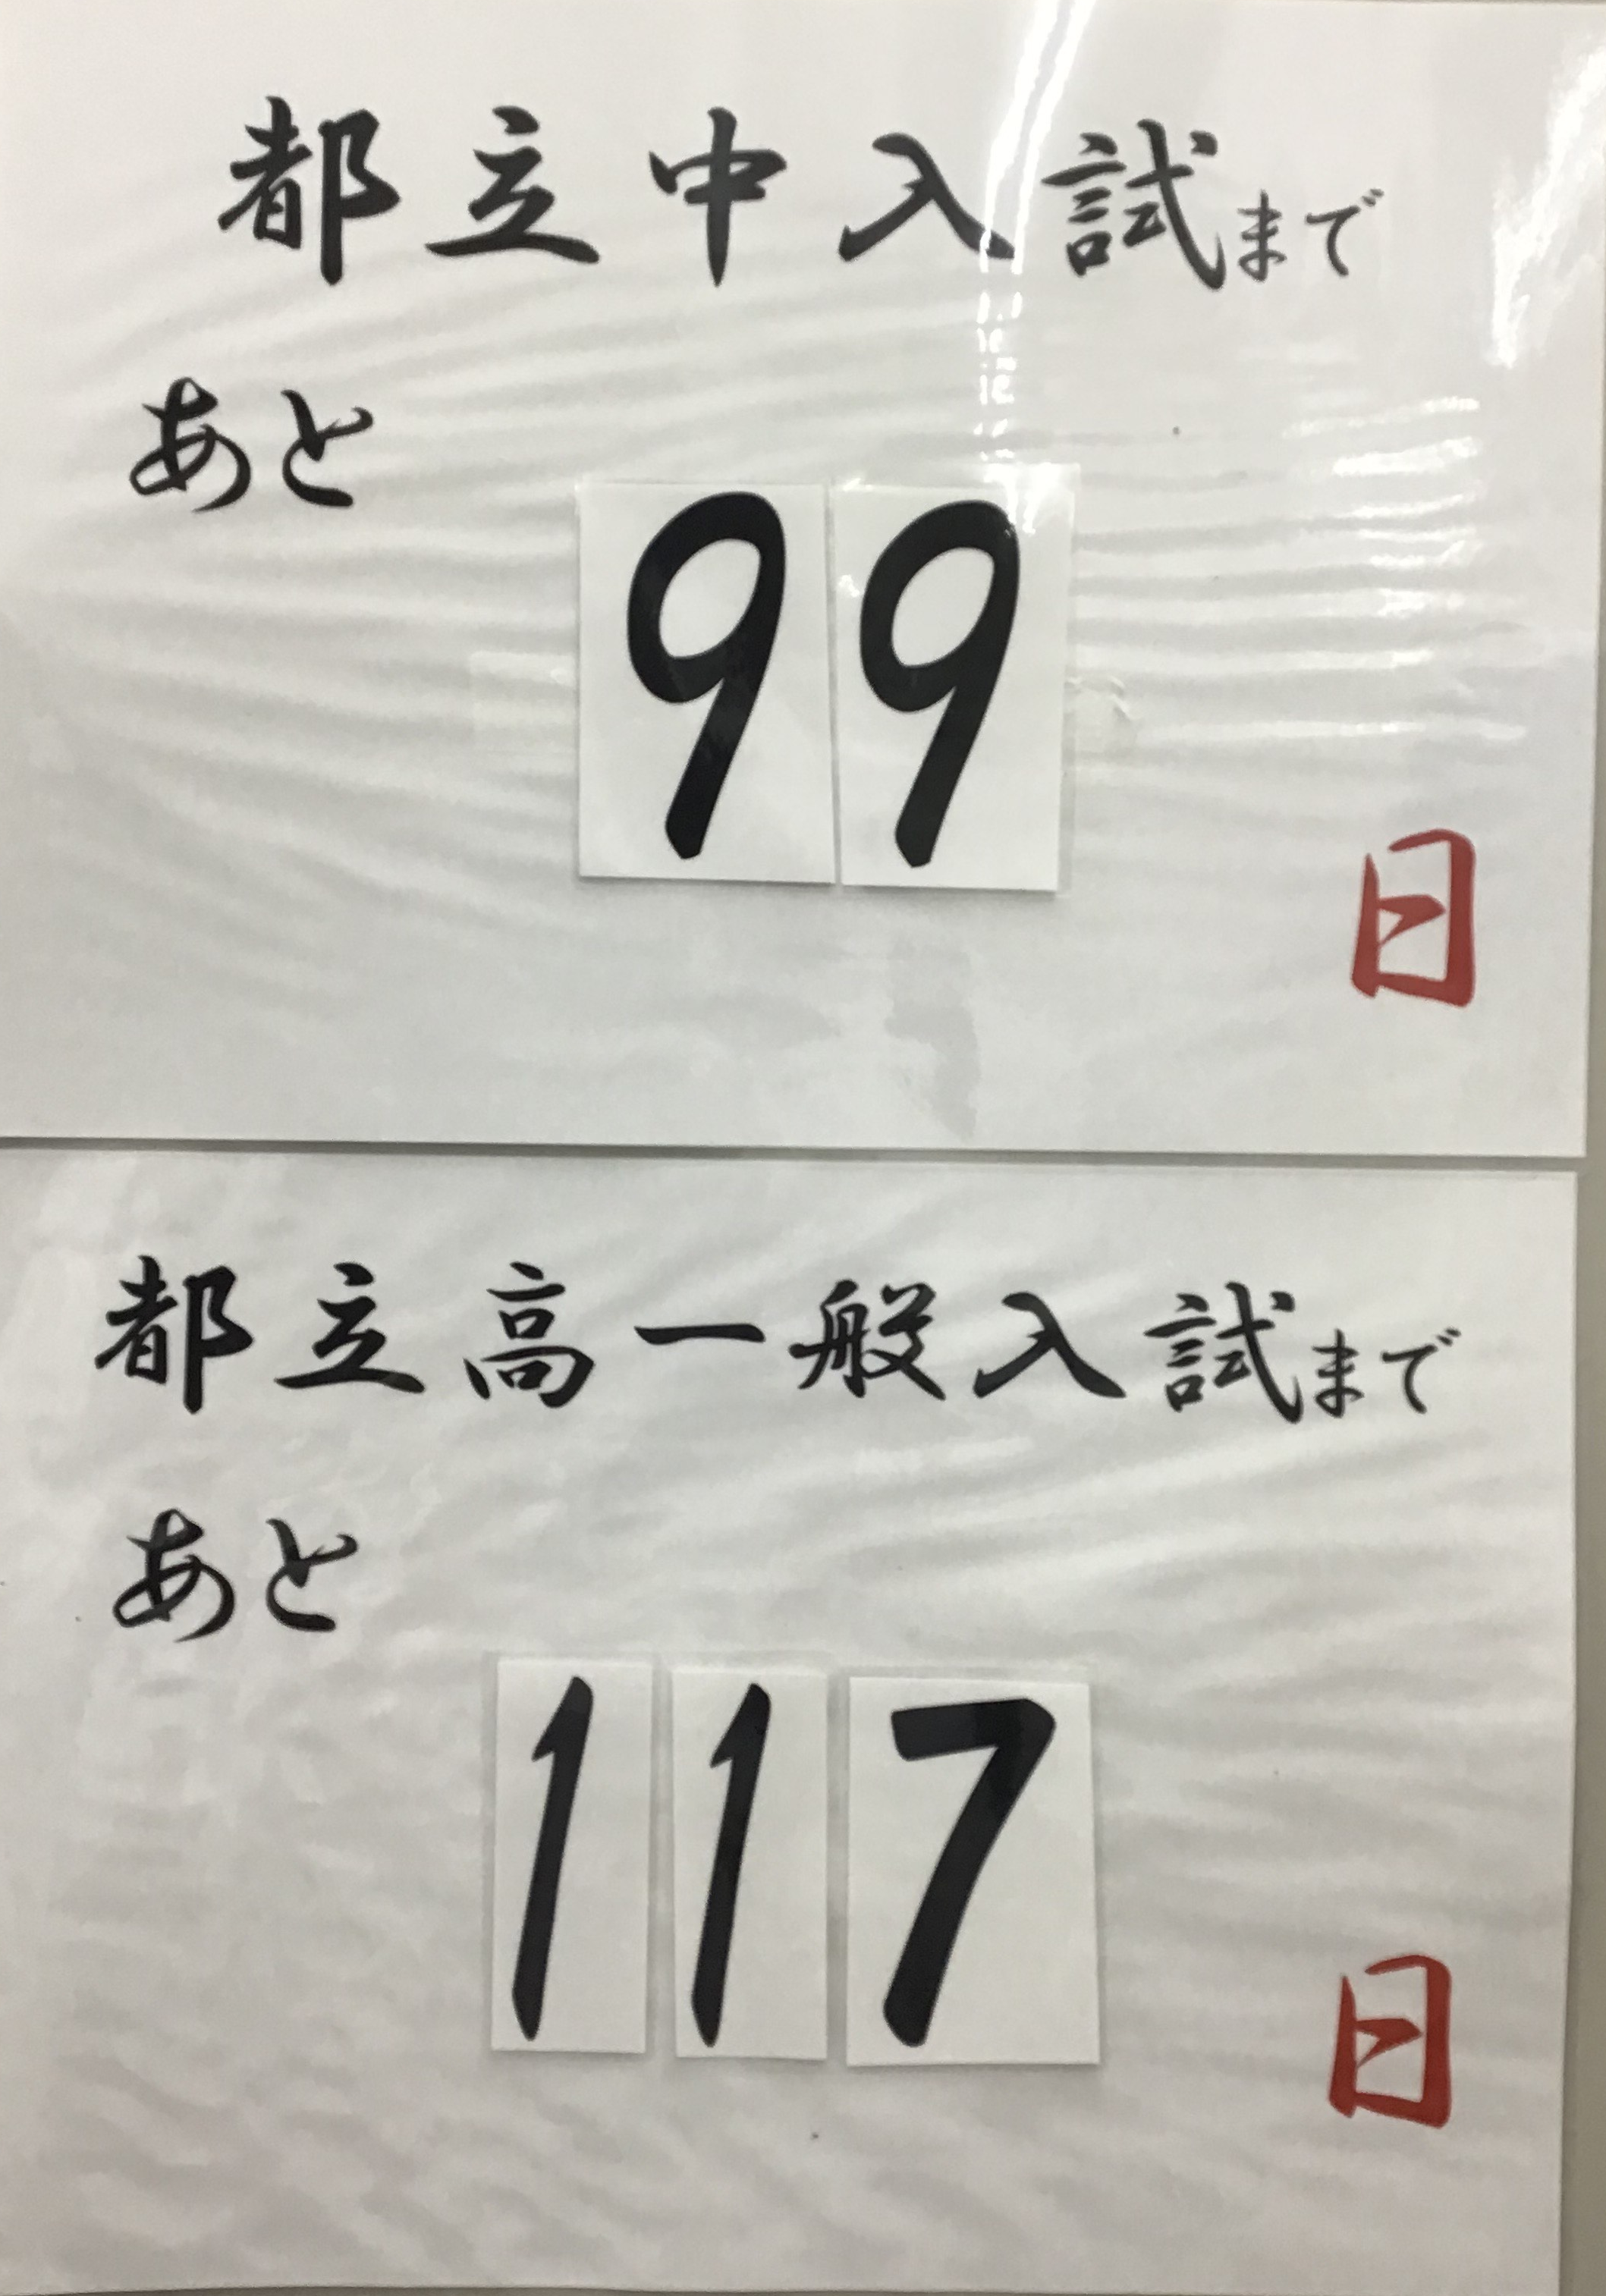 都立中入試まで
あと
99
日
都立高一般入試まで
あと
117
日